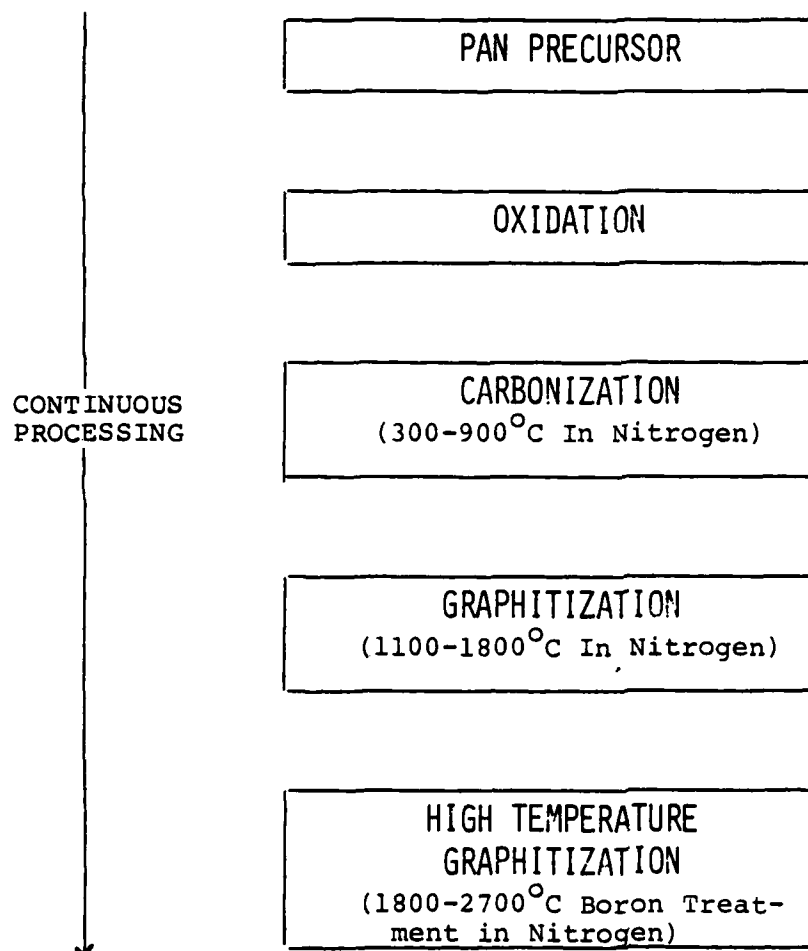 PAN PRECURSOR
OXIDATION
CARBONIZATION
(300-900°C In Nitrogen)
CONTINUOUS
PROCESSING
GRAPHITIZATION
(1100-1800°C In Nitrogen)
HIGH TEMPERATURE
GRAPHITIZATION
(1800-2700°C Boron Treat-
ment in Nitrogen)